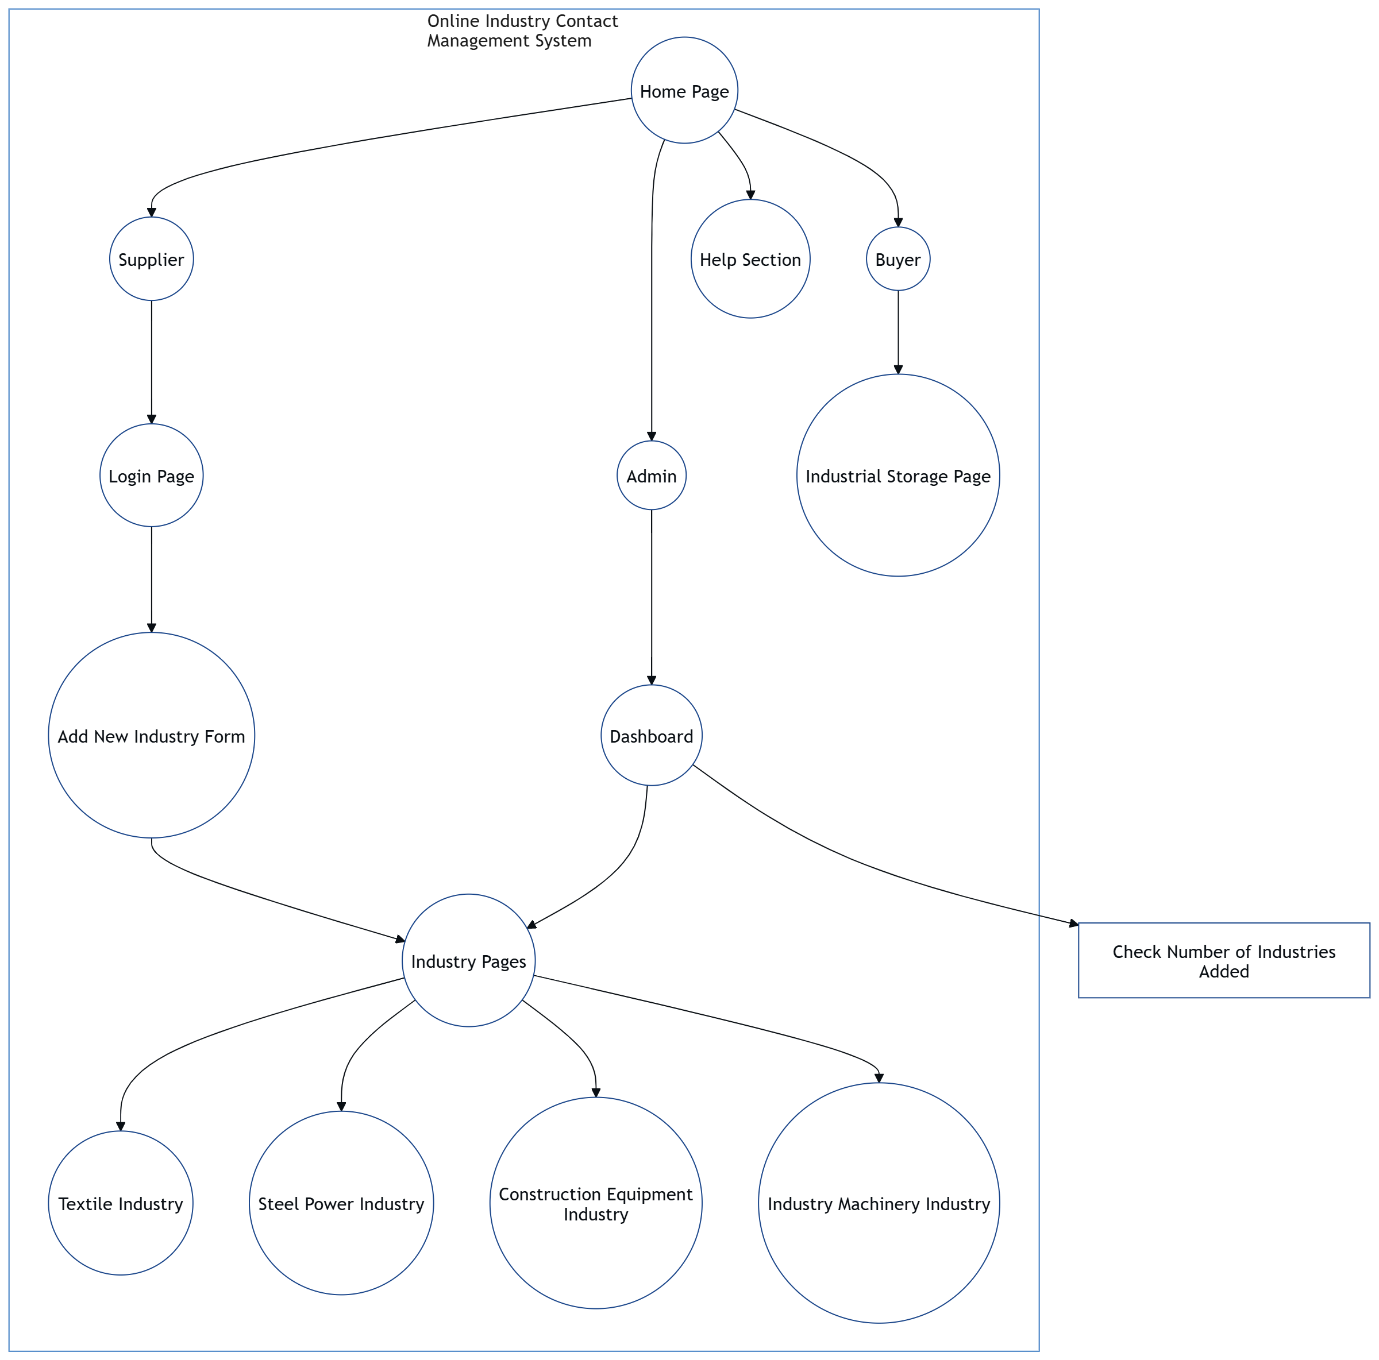 Online Industry Contact
Management System
Home Page
Supplier
Help Section
Buyer
Login Page
Admin
Industrial Storage Page
Add New Industry Form
Dashboard
Industry Pages
Check Number of Industries
Added
Textile Industry
Steel Power Industry
Construction Equipment
Industry
Industry Machinery Industry